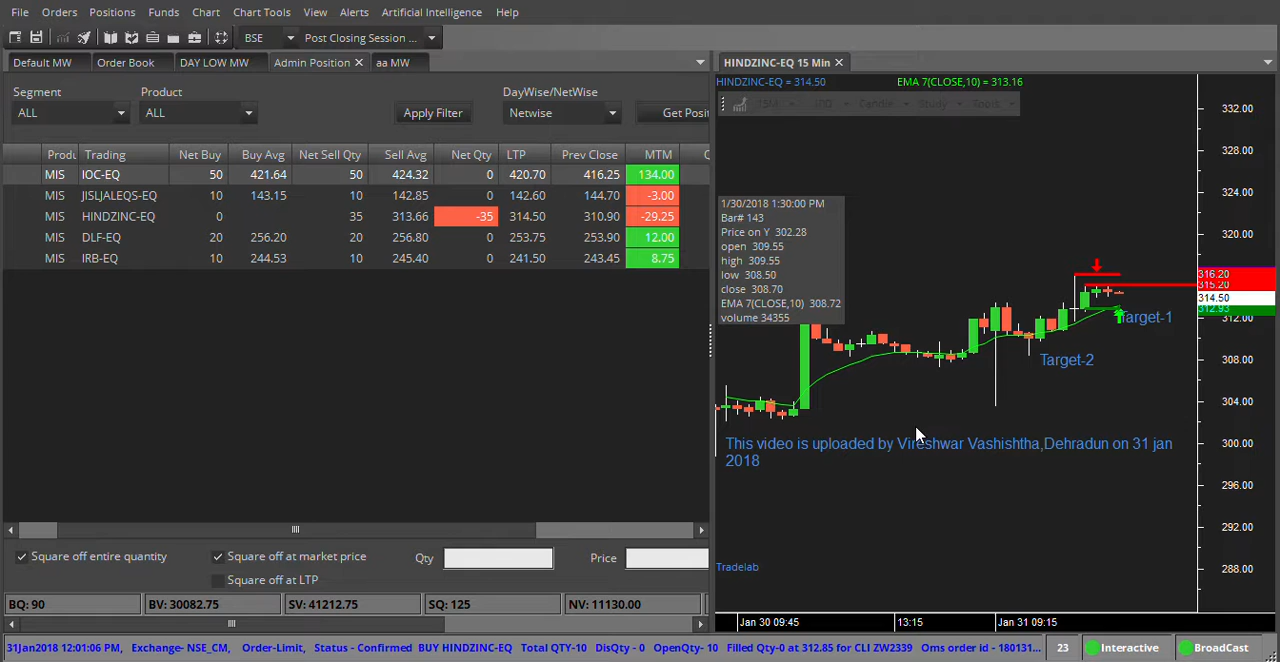 File Orders Positions Funds Chart Chart Tools View Alerts Artificial Intelligence Help
BSE Post Closing Session ...
Default MW Order Book DAY LOW MW Admin Position aa MW
HINDZINC-EQ 15 Min
HINDZINC-EQ = 314.50 EMA 7(CLOSE,10) = 313.16
Segment Product DayWise/NetWise
ALL ALL Apply Filter Netwise Get Posi
Produ Trading Net Buy Buy Avg Net Sell Qty Sell Avg Net Qty LTP Prev Close MTM
MIS IOC-EQ 50 421.64 50 424.32 0 420.70 416.25 134.00
MIS JISLJALEQS-EQ 10 143.15 10 142.85 0 142.60 144.70 -3.00
MIS HINDZINC-EQ 0 35 313.66 -35 314.50 310.90 -29.25
MIS DLF-EQ 20 256.20 20 256.80 0 253.75 253.90 12.00
MIS IRB-EQ 10 244.53 10 245.40 0 241.50 243.45 8.75
1/30/2018 1:30:00 PM
Bar# 143
Price on Y 302.28
open 309.55
high 309.55
low 308.50
close 308.70
EMA 7(CLOSE,10) 308.72
volume 34355
332.00
328.00
324.00
320.00
316.20
315.20
314.50
312.93
312.00
308.00
304.00
300.00
296.00
292.00
288.00
Target-1
Target-2
This video is uploaded by Vireshwar Vashishtha,Dehradun on 31 jan
2018
Tradelab
Jan 30 09:45 13:15 Jan 31 09:15
Square off entire quantity Square off at market price Qty Price
Square off at LTP
BQ: 90 BV: 30082.75 SV: 41212.75 SQ: 125 NV: 11130.00
31Jan2018 12:01:06 PM, Exchange- NSE_CM, Order-Limit, Status - Confirmed BUY HINDZINC-EQ Total QTY-10 DisQty - 0 OpenQty- 10 Filled Qty-0 at 312.85 for CLI ZW2339 Oms order id - 180131... 23 Interactive BroadCast